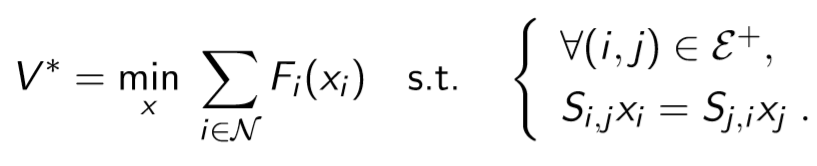 V* = min_x ∑_{i∈𝒩} F_i(x_i) s.t. { ∀(i, j) ∈ ℰ⁺,
S_{i,j}x_i = S_{j,i}x_j .